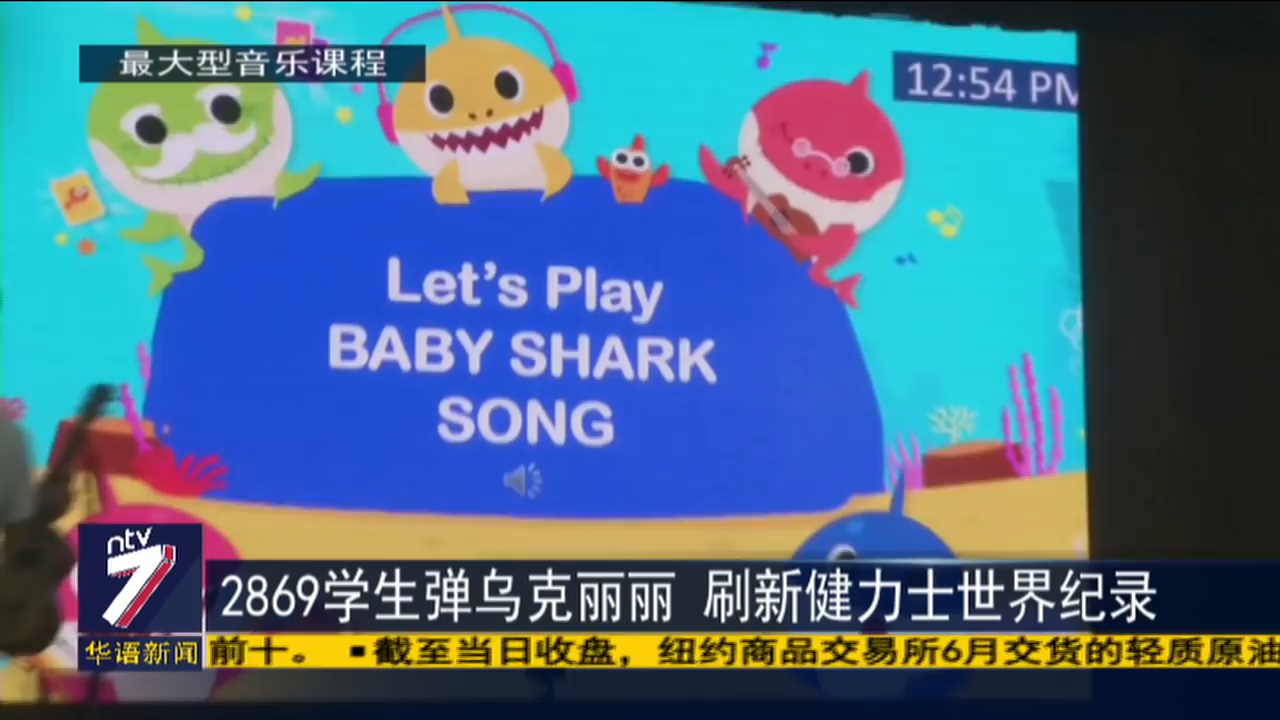 最大型音乐课程
12:54 PM
Let's Play
BABY SHARK
SONG
ntv
7
2869学生弹乌克丽丽 刷新健力士世界纪录
华语新闻
前十。 ▪截至当日收盘，纽约商品交易所6月交货的轻质原油